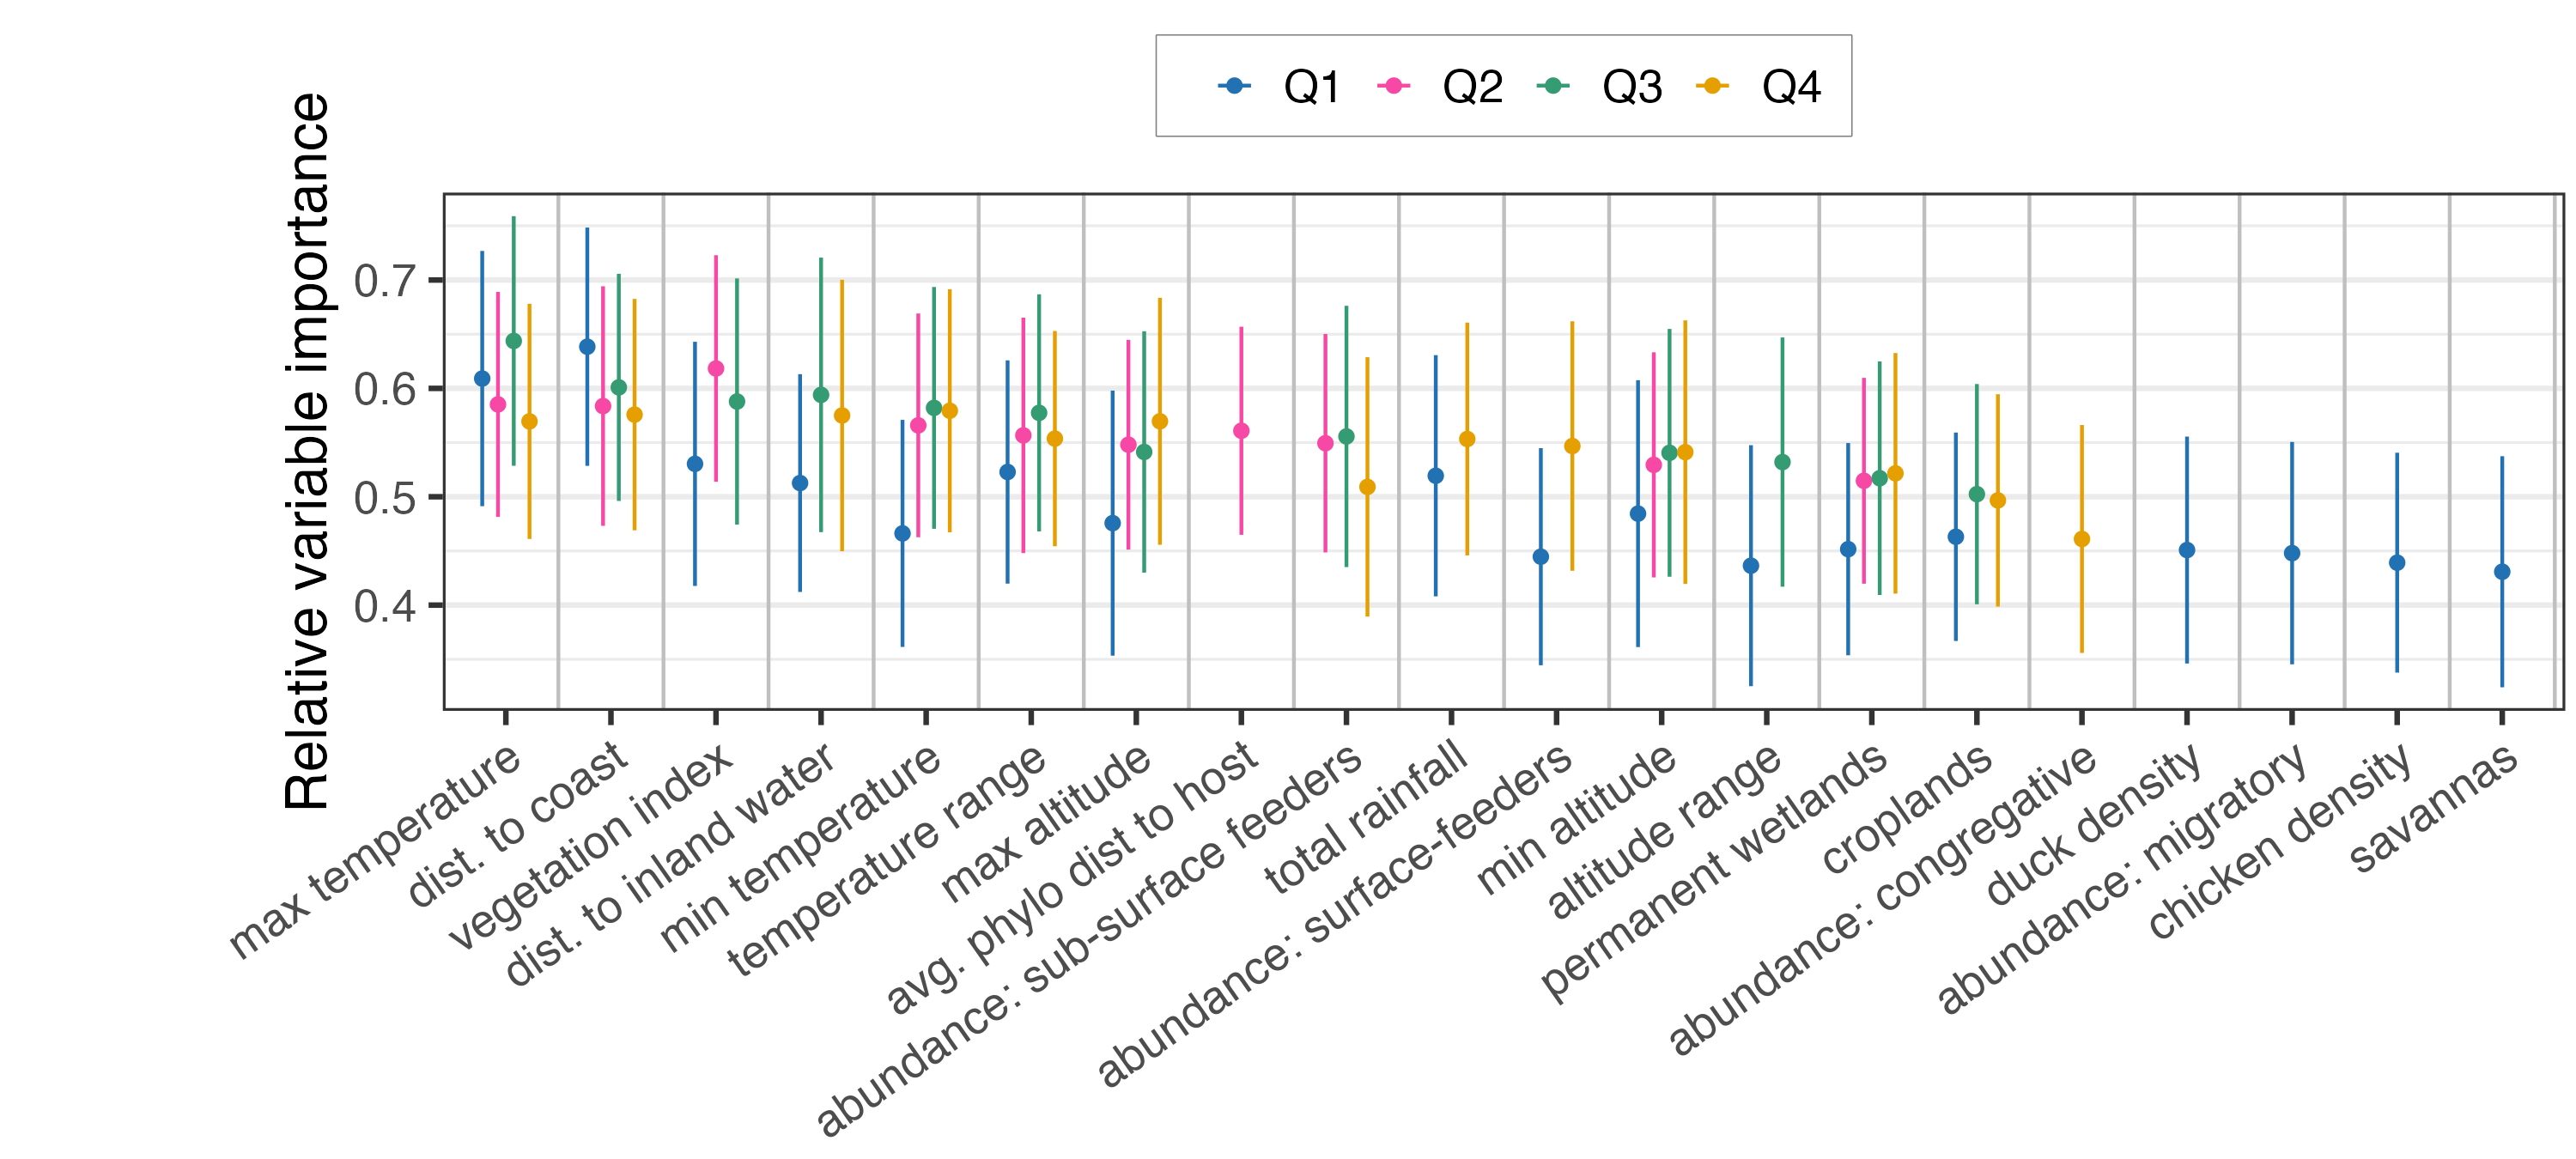 Q1 Q2 Q3 Q4
Relative variable importance
0.7
0.6
0.5
0.4
max temperature
dist. to coast
vegetation index
dist. to inland water
min temperature
temperature range
max altitude
avg. phylo dist to host
abundance: sub-surface feeders
total rainfall
abundance: surface-feeders
min altitude
altitude range
permanent wetlands
croplands
abundance: congregative
duck density
abundance: migratory
chicken density
savannas